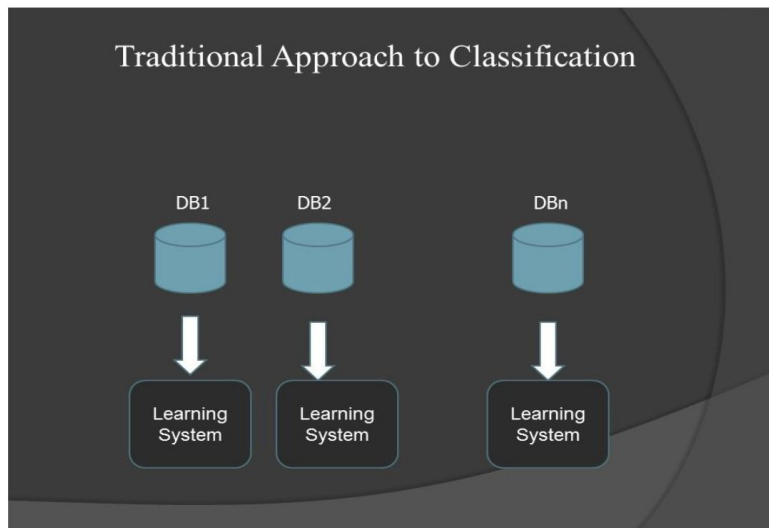 Traditional Approach to Classification
DB1
DB2
DBn
Learning
System
Learning
System
Learning
System